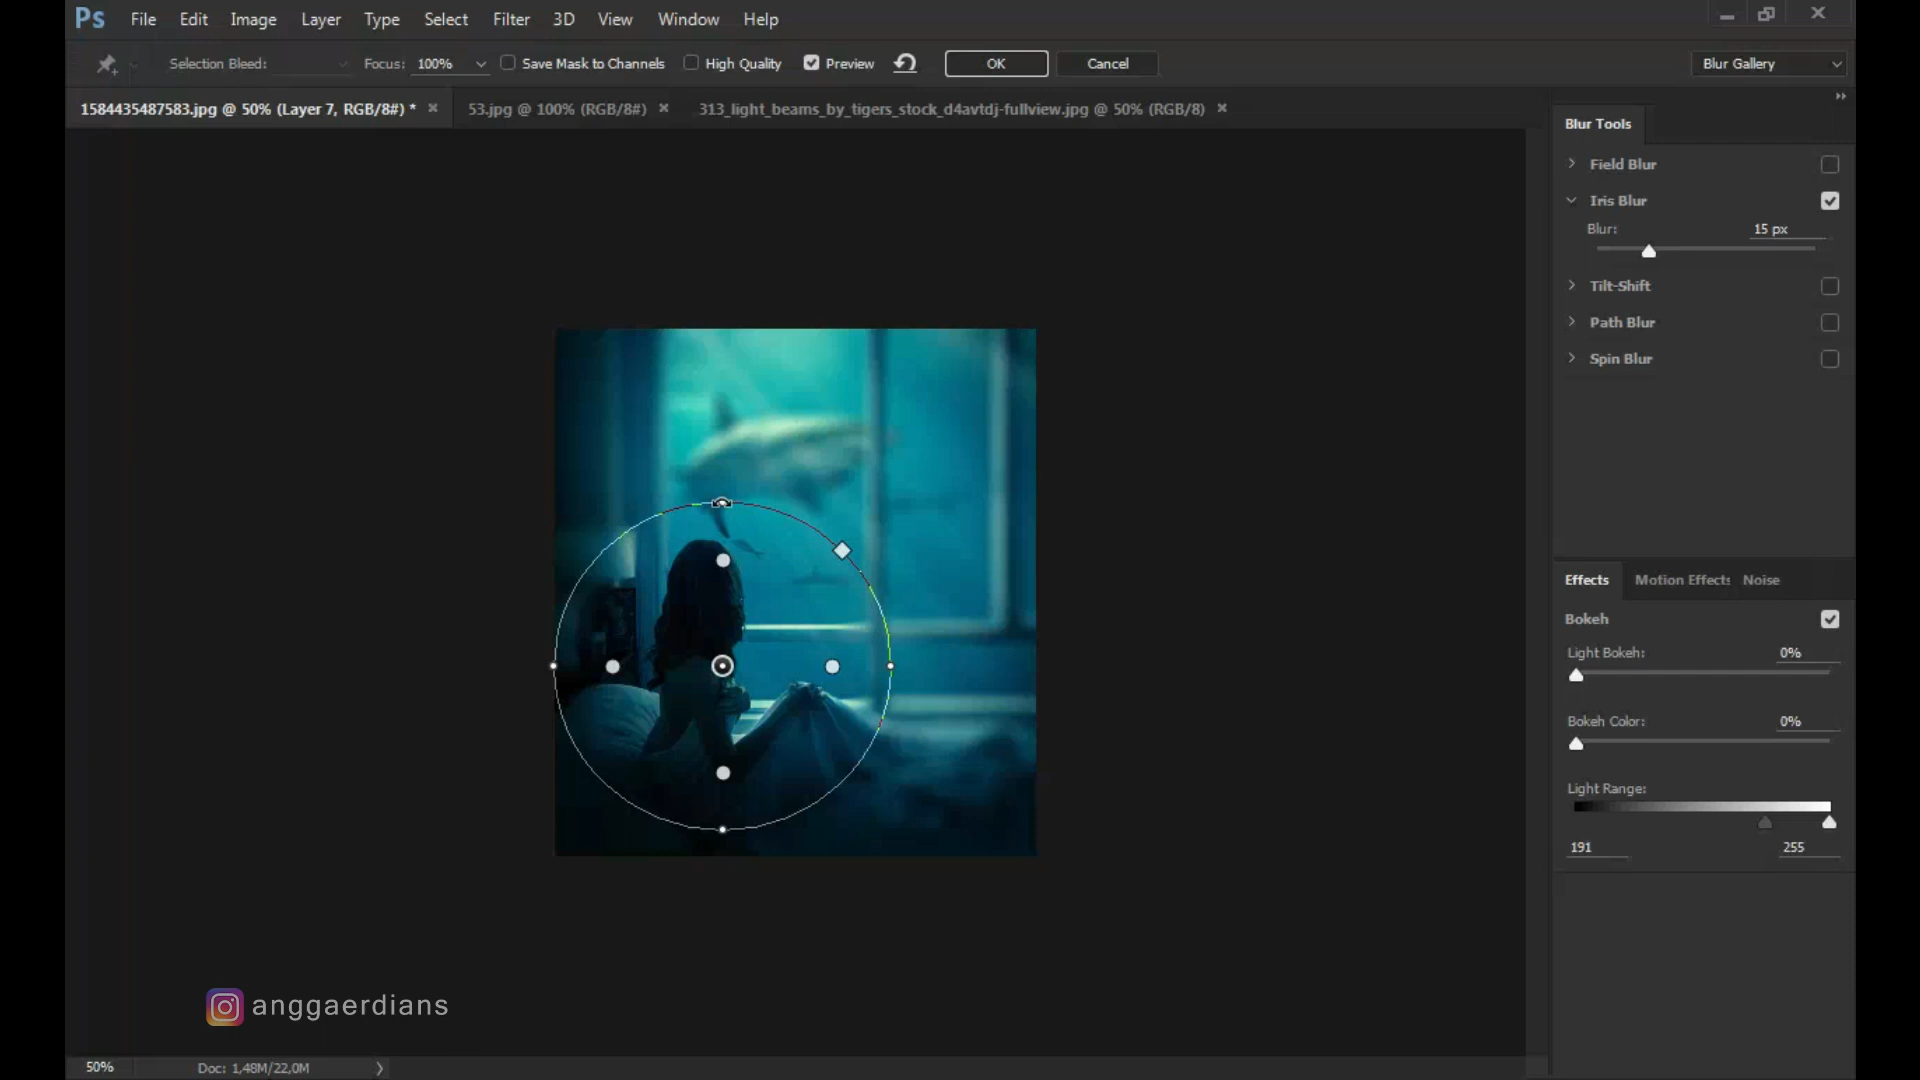 Ps File Edit Image Layer Type Select Filter 3D View Window Help
Selection Bleed: Focus: 100% Save Mask to Channels High Quality Preview OK Cancel Blur Gallery
1584435487583.jpg @ 50% (Layer 7, RGB/8#) * 53.jpg @ 100% (RGB/8#) 313_light_beams_by_tigers_stock_d4avtdj-fullview.jpg @ 50% (RGB/8)
Blur Tools
Field Blur
Iris Blur
Blur: 15 px
Tilt-Shift
Path Blur
Spin Blur
Effects Motion Effects Noise
Bokeh
Light Bokeh: 0%
Bokeh Color: 0%
Light Range:
191 255
anggaerdians
50% Doc: 1,48M/22,0M